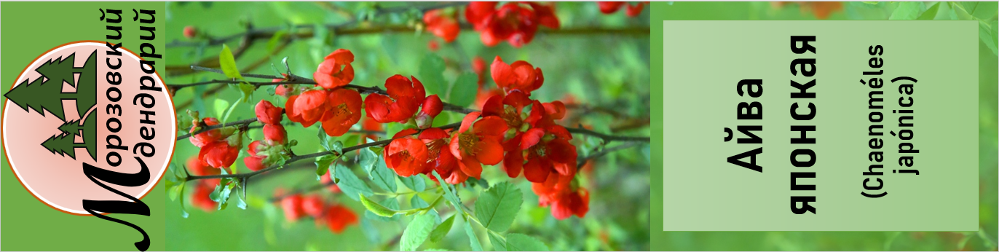 Морозовский
дендрарий
Айва
японская
(Chaenoméles
japónica)